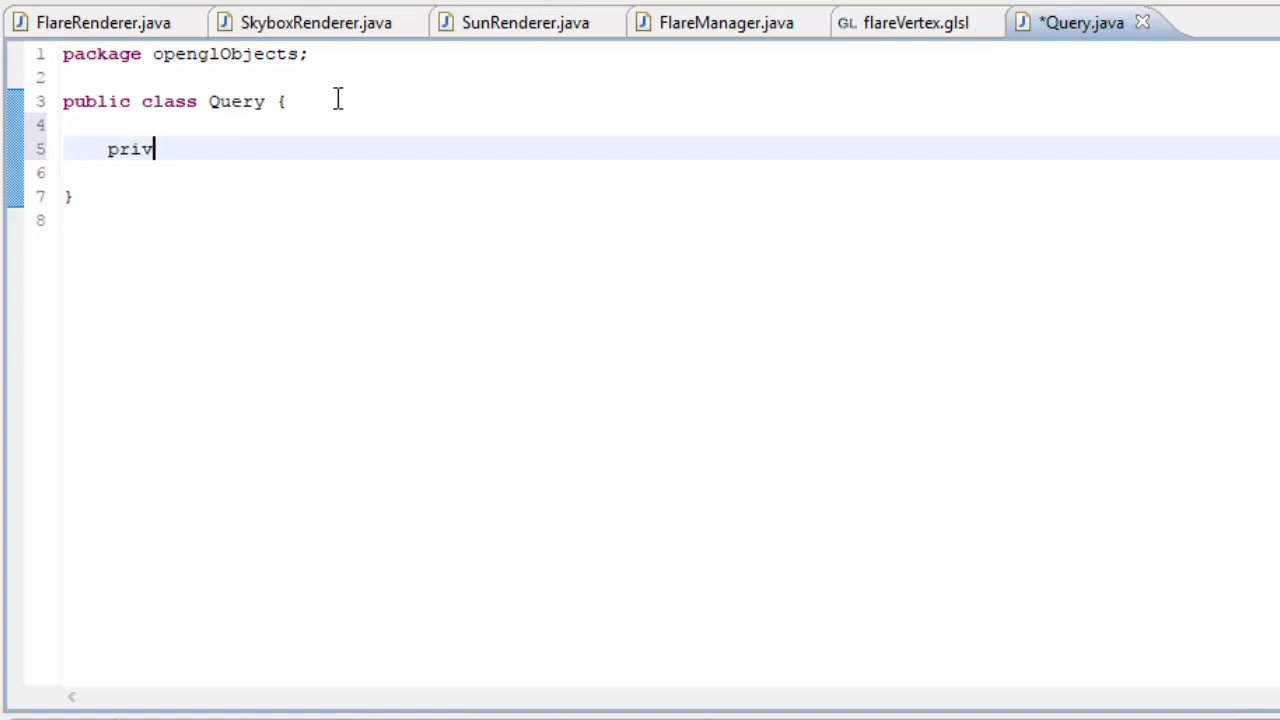 FlareRenderer.java SkyboxRenderer.java SunRenderer.java FlareManager.java GL flareVertex.glsl *Query.java
1 package openglObjects;
2
3 public class Query {
4
5 priv
6
7 }
8